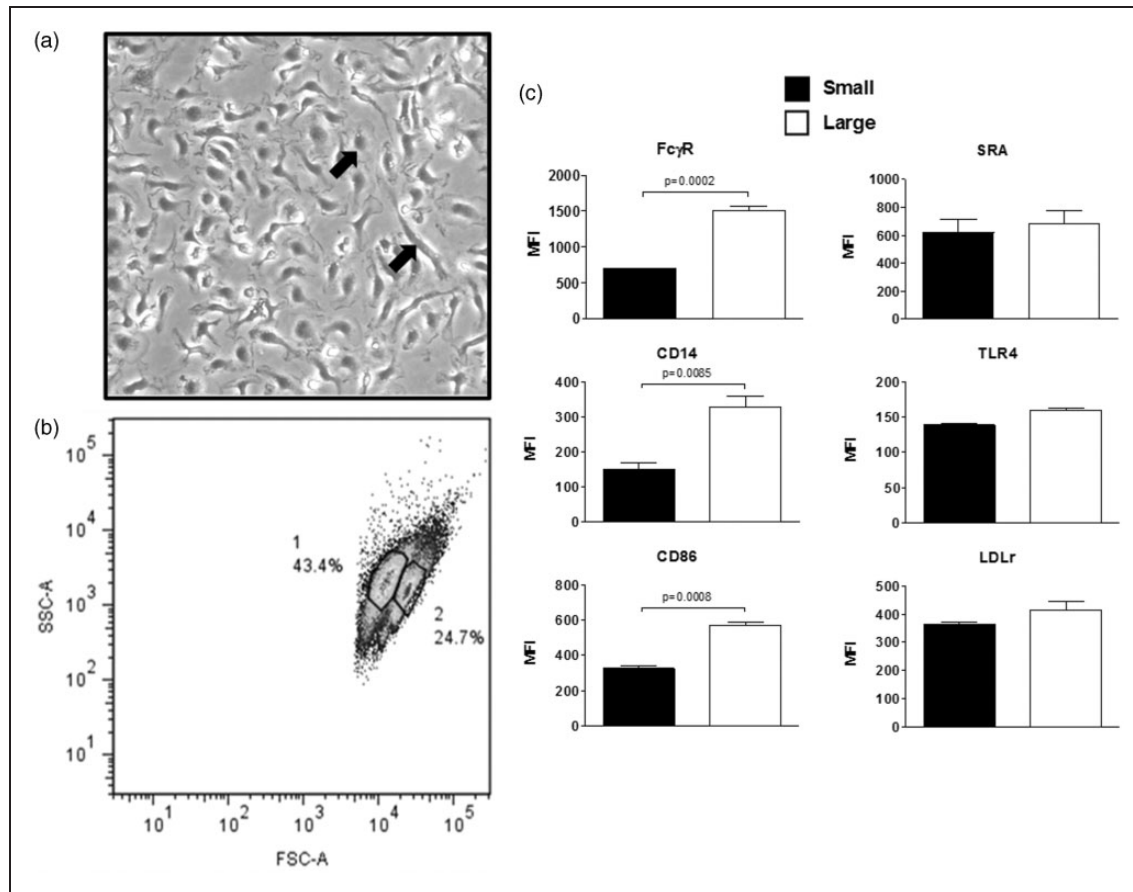 (a)
(b)
10^5
10^4
10^3
10^2
10^1
SSC-A
1
43.4%
2
24.7%
10^1 10^2 10^3 10^4 10^5
FSC-A
(c)
Small
Large
FcγR
2000
1500
1000
500
0
MFI
p=0.0002
SRA
1000
800
600
400
200
0
MFI
CD14
400
300
200
100
0
MFI
p=0.0085
TLR4
200
150
100
50
0
MFI
CD86
800
600
400
200
0
MFI
p=0.0008
LDLr
500
400
300
200
100
0
MFI